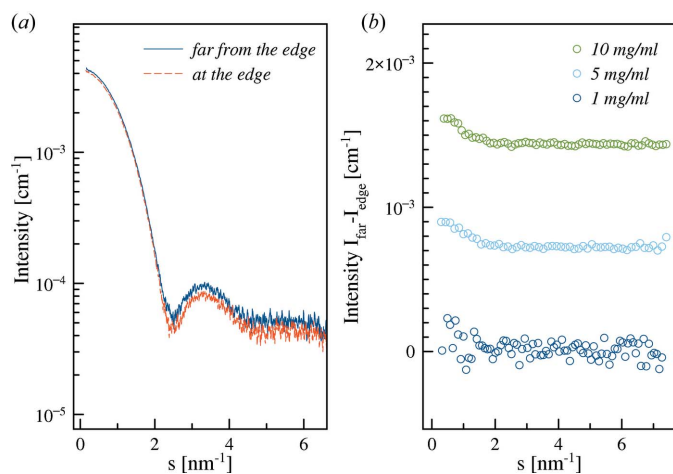 (a)
far from the edge
at the edge
10⁻³
10⁻⁴
10⁻⁵
Intensity [cm⁻¹]
0
2
4
6
s [nm⁻¹]
(b)
10 mg/ml
5 mg/ml
1 mg/ml
2×10⁻³
10⁻³
0
Intensity I_far-I_edge [cm⁻¹]
0
2
4
6
s [nm⁻¹]